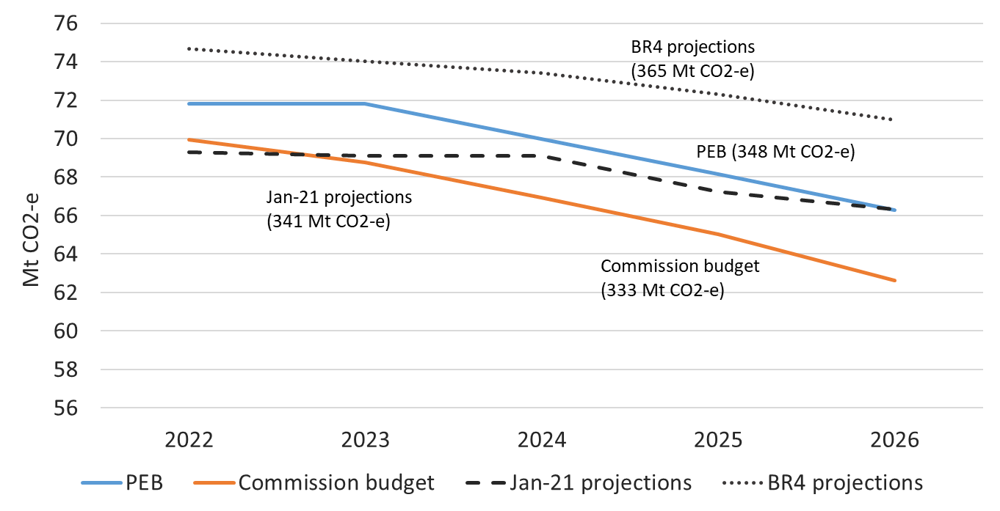 76
74
72
70
68
66
64
62
60
58
56
Mt CO2-e
BR4 projections
(365 Mt CO2-e)
PEB (348 Mt CO2-e)
Jan-21 projections
(341 Mt CO2-e)
Commission budget
(333 Mt CO2-e)
2022 2023 2024 2025 2026
PEB Commission budget Jan-21 projections BR4 projections